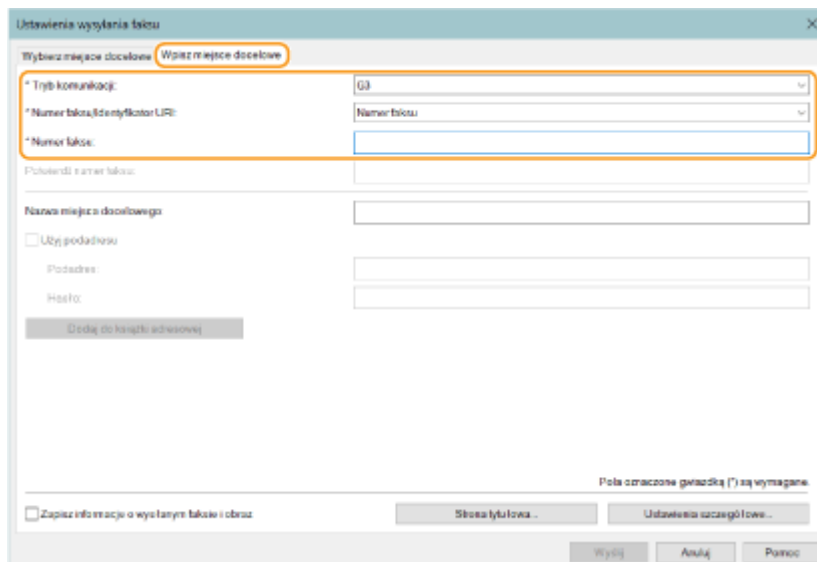 Ustawienia wysyłania faksu
Wybierz miejsce docelowe Wpisz miejsce docelowe
* Tryb komunikacji: G3
* Numer faksu/Identyfikator URI: Numer faksu
* Numer faksu:
Potwierdź numer faksu:
Nazwa miejsca docelowego:
Użyj podadresu
Podadres:
Hasło:
Dodaj do książki adresowej
Pola oznaczone gwiazdką (*) są wymagane.
Zapisz informacje o wysłanym faksie i obraz
Strona tytułowa... Ustawienia szczegółowe...
Wyślij Anuluj Pomoc